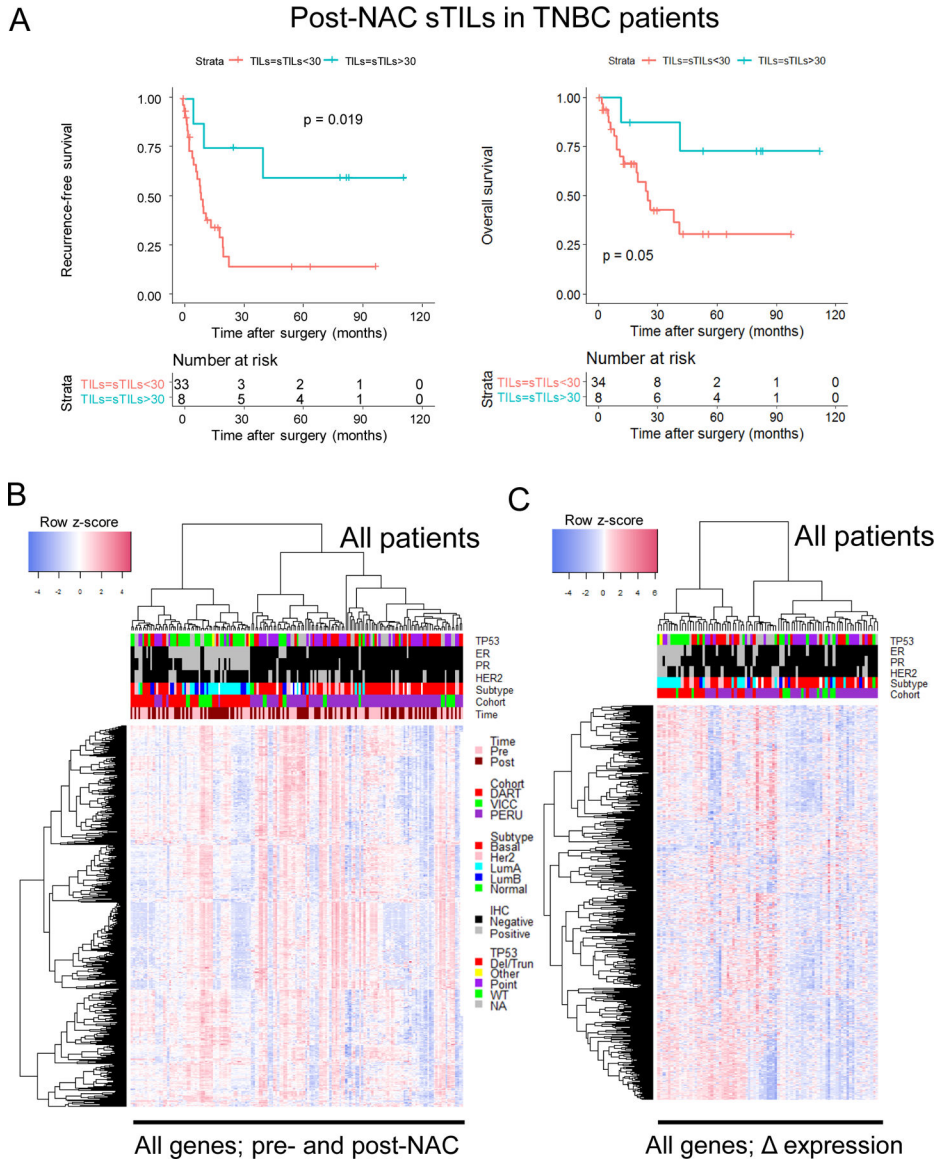 A
Post-NAC sTILs in TNBC patients
Strata TILs=sTILs<30 TILs=sTILs>30
1.00
0.75
0.50
0.25
0.00
Recurrence-free survival
p = 0.019
0 30 60 90 120
Time after surgery (months)
Number at risk
Strata
TILs=sTILs<30 33 3 2 1 0
TILs=sTILs>30 8 5 4 1 0
0 30 60 90 120
Time after surgery (months)
Strata TILs=sTILs<30 TILs=sTILs>30
1.00
0.75
0.50
0.25
0.00
Overall survival
p = 0.05
0 30 60 90 120
Time after surgery (months)
Number at risk
Strata
TILs=sTILs<30 34 8 2 1 0
TILs=sTILs>30 8 6 4 1 0
0 30 60 90 120
Time after surgery (months)
B
Row z-score
-4 -2 0 2 4
All patients
TP53
ER
PR
HER2
Subtype
Cohort
Time
Time
Pre
Post
Cohort
DART
VICC
PERU
Subtype
Basal
Her2
LumA
LumB
Normal
IHC
Negative
Positive
TP53
Del/Trun
Other
Point
WT
NA
All genes; pre- and post-NAC
C
Row z-score
-4 -2 0 2 4 6
All patients
TP53
ER
PR
HER2
Subtype
Cohort
All genes; Δ expression